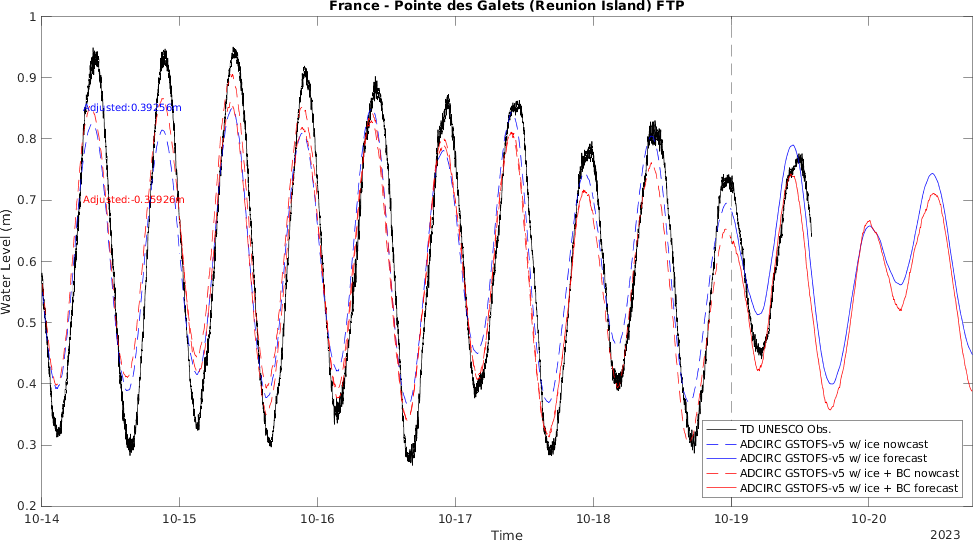 France - Pointe des Galets (Reunion Island) FTP
1
0.9
0.8
0.7
0.6
0.5
0.4
0.3
0.2
Water Level (m)
Adjusted:0.39256m
Adjusted:-0.35926m
TD UNESCO Obs.
ADCIRC GSTOFS-v5 w/ ice nowcast
ADCIRC GSTOFS-v5 w/ ice forecast
ADCIRC GSTOFS-v5 w/ ice + BC nowcast
ADCIRC GSTOFS-v5 w/ ice + BC forecast
10-14 10-15 10-16 10-17 10-18 10-19 10-20
Time
2023